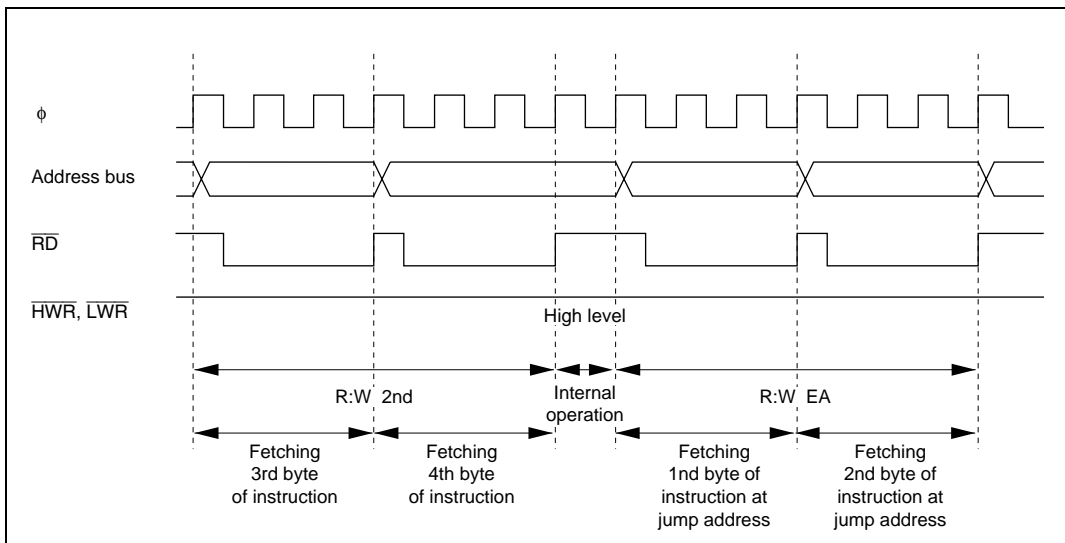 φ
Address bus
RD
HWR, LWR
High level
R:W 2nd
Internal
operation
R:W EA
Fetching
3rd byte
of instruction
Fetching
4th byte
of instruction
Fetching
1nd byte of
instruction at
jump address
Fetching
2nd byte of
instruction at
jump address